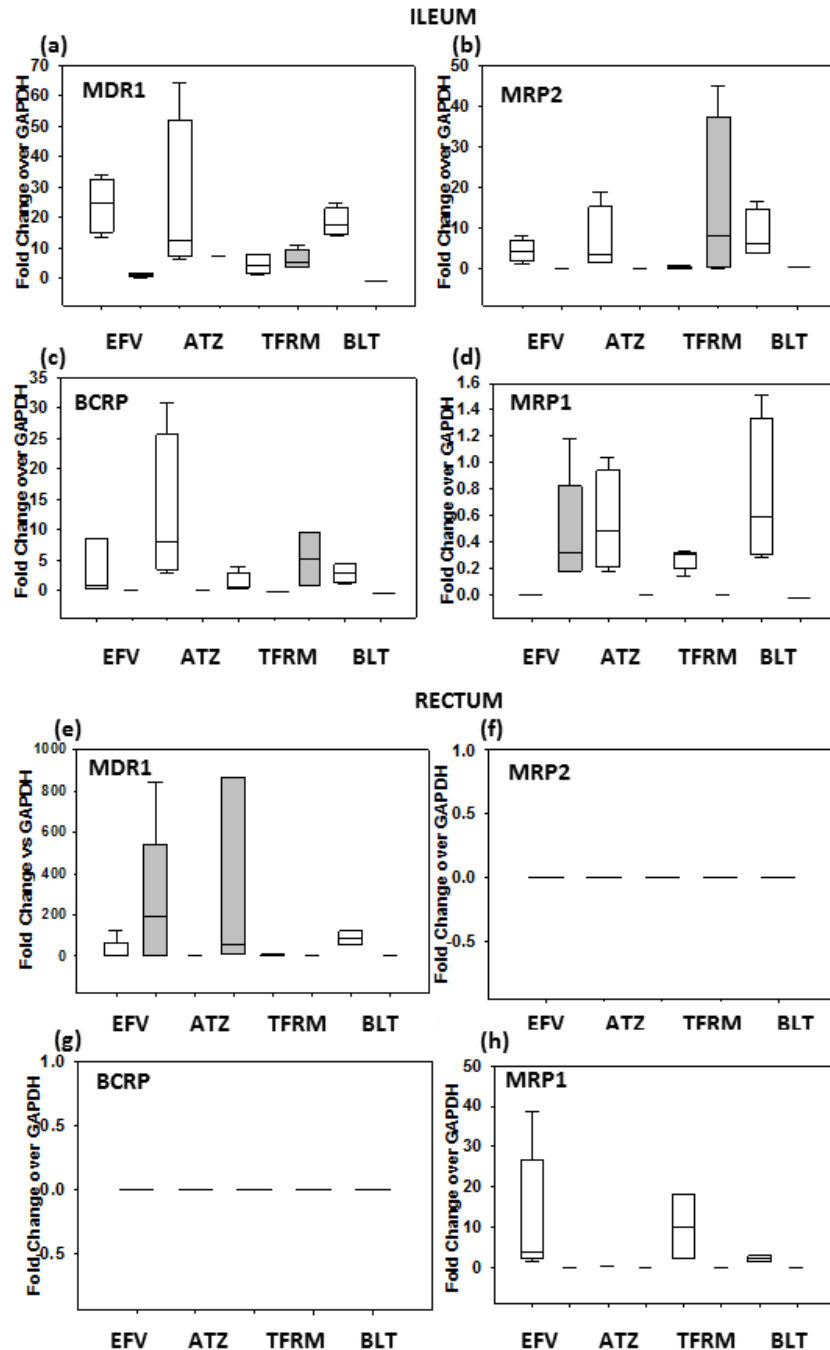 ILEUM
(a)
MDR1
Fold Change over GAPDH
70
60
50
40
30
20
10
0
EFV ATZ TFRM BLT
(b)
MRP2
Fold Change over GAPDH
50
40
30
20
10
0
EFV ATZ TFRM BLT
(c)
BCRP
Fold Change over GAPDH
35
30
25
20
15
10
5
0
EFV ATZ TFRM BLT
(d)
MRP1
Fold Change over GAPDH
1.6
1.4
1.2
1.0
0.8
0.6
0.4
0.2
0.0
EFV ATZ TFRM BLT
RECTUM
(e)
MDR1
Fold Change vs GAPDH
1000
800
600
400
200
0
EFV ATZ TFRM BLT
(f)
MRP2
Fold Change over GAPDH
1.0
0.5
0.0
-0.5
EFV ATZ TFRM BLT
(g)
BCRP
Fold Change over GAPDH
1.0
0.5
0.0
-0.5
EFV ATZ TFRM BLT
(h)
MRP1
Fold Change over GAPDH
50
40
30
20
10
0
EFV ATZ TFRM BLT